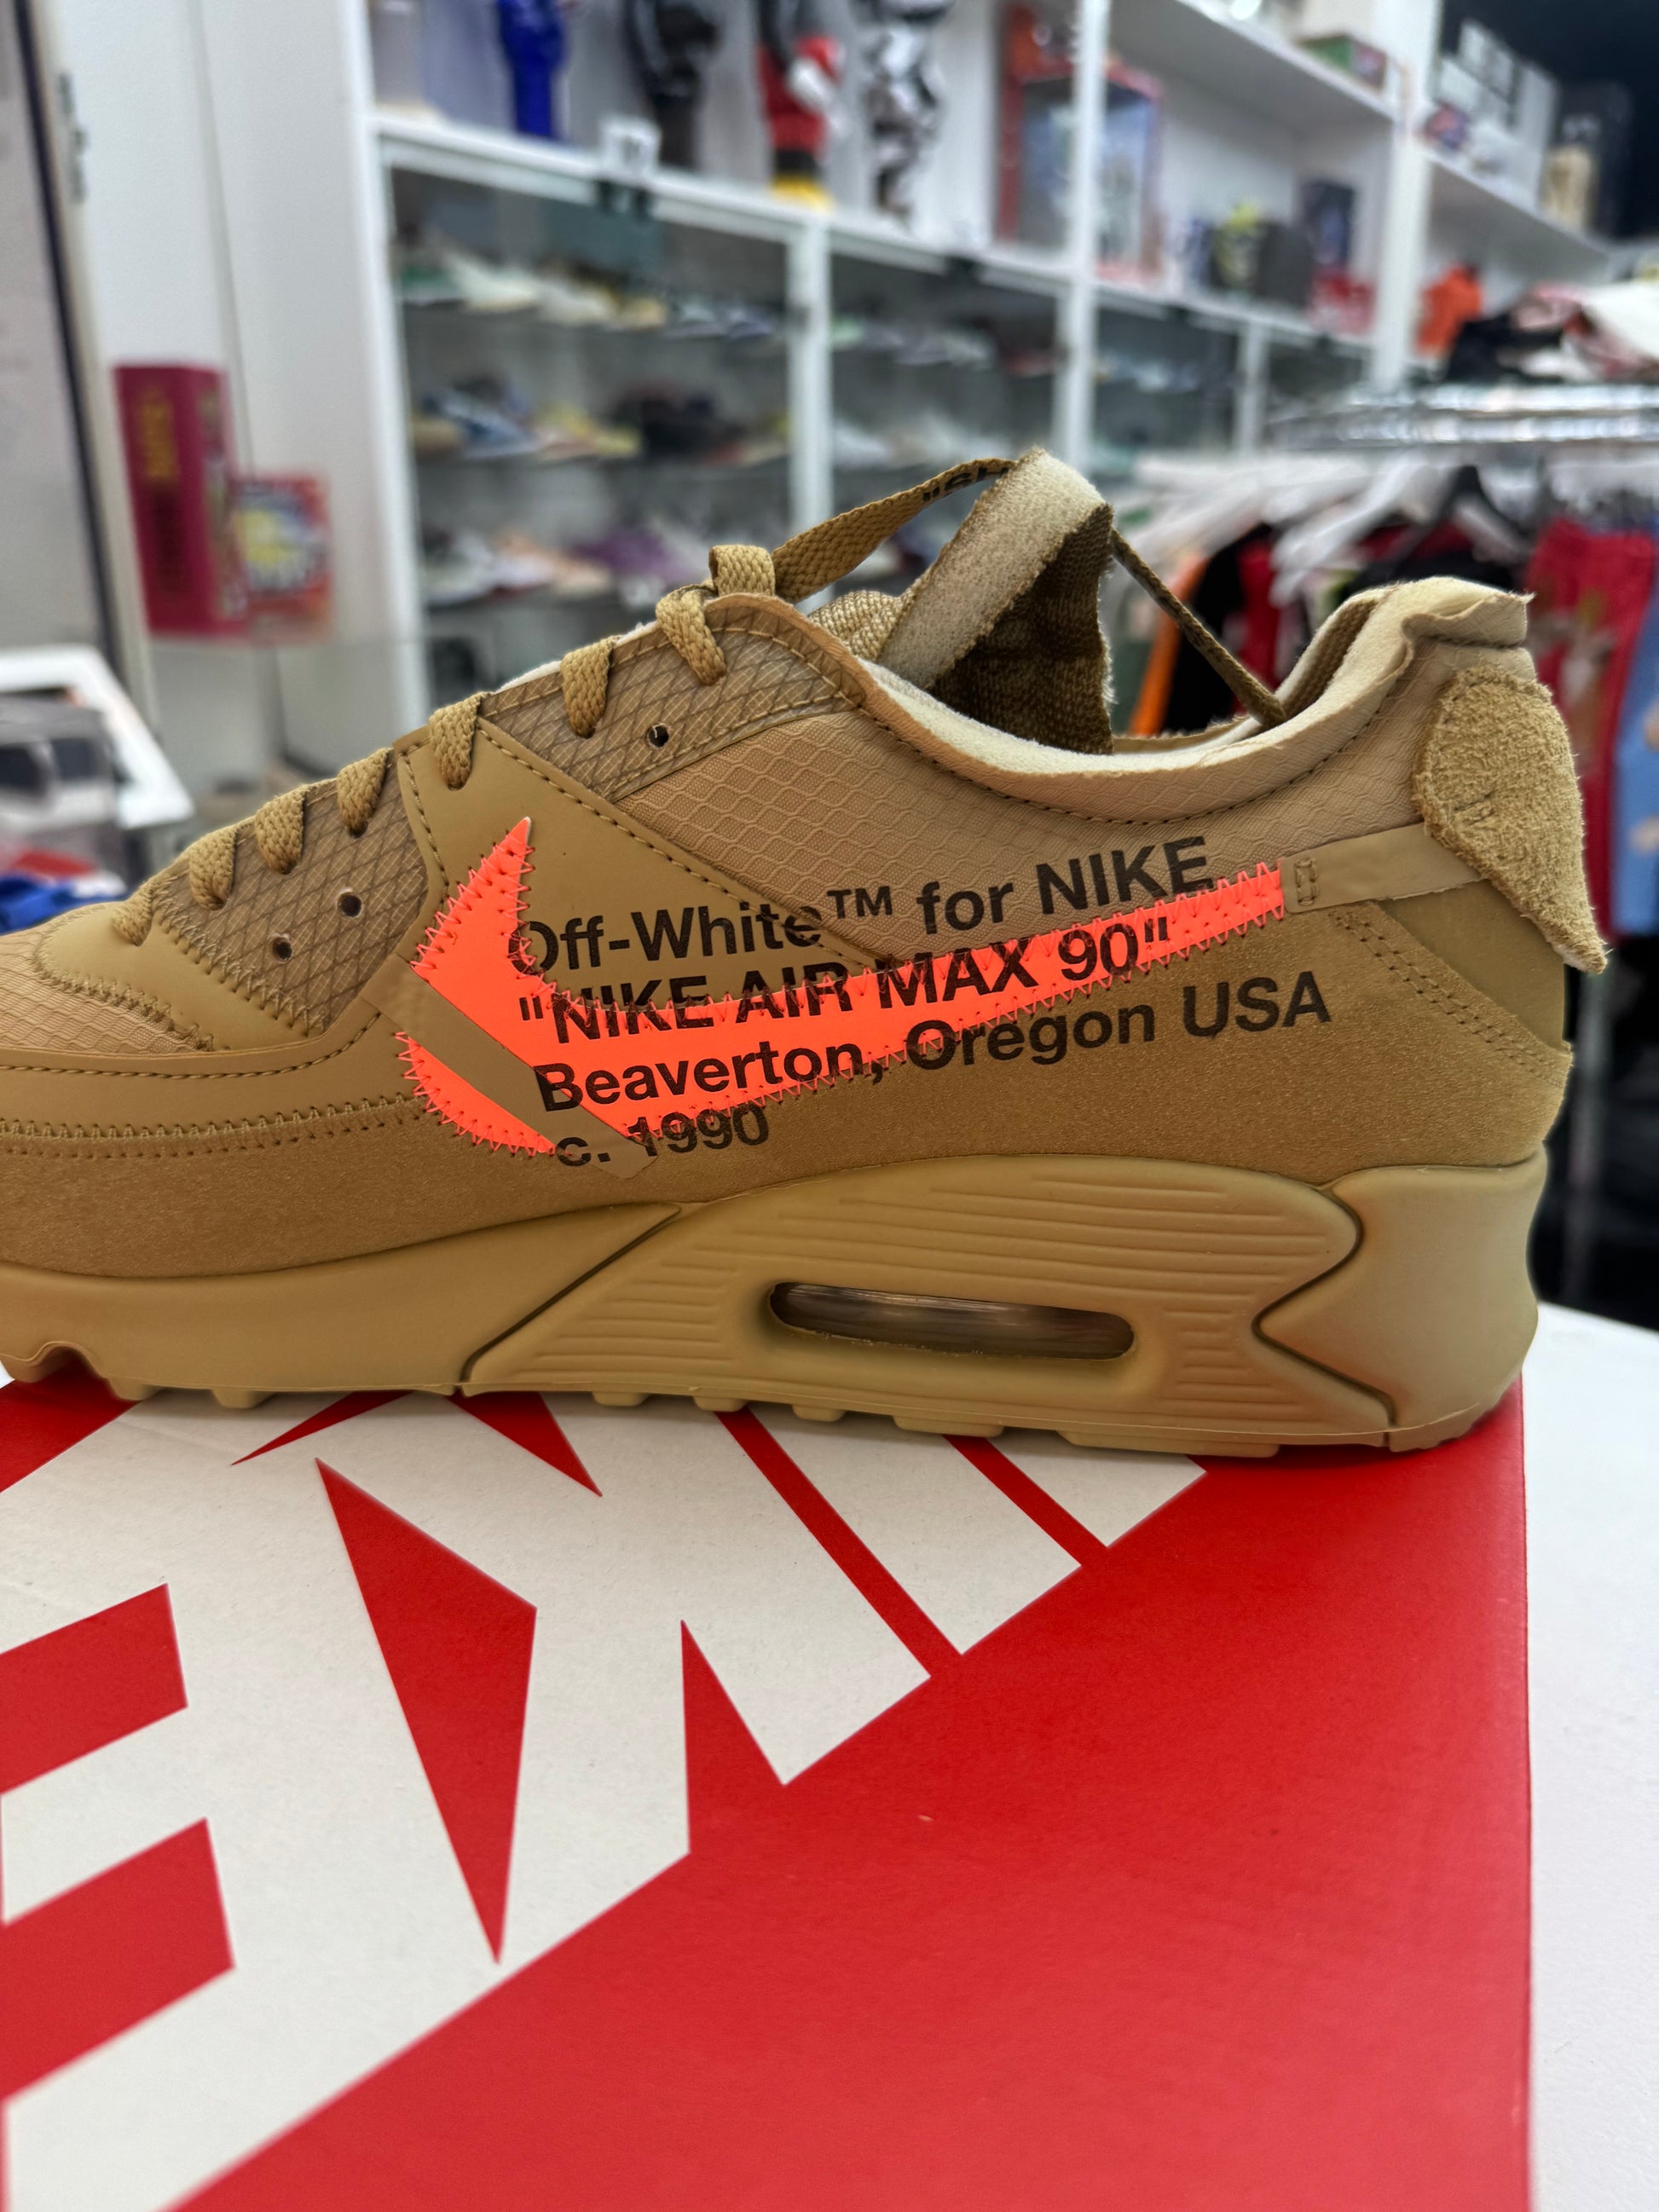 Off-White™ for NIKE
"NIKE AIR MAX 90"
Beaverton, Oregon USA
c. 1990